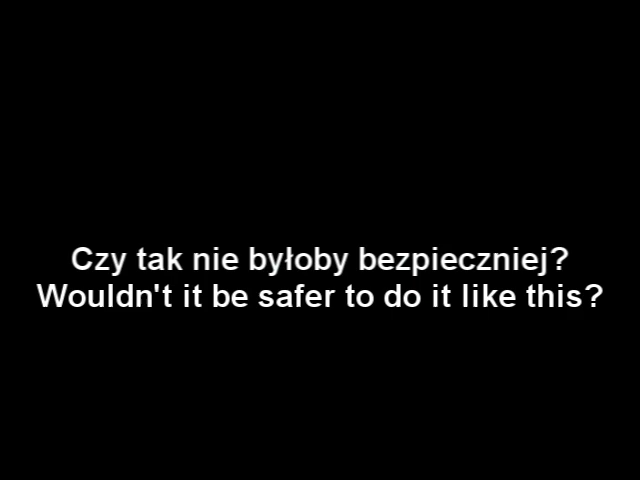 Czy tak nie byłoby bezpieczniej?
Wouldn't it be safer to do it like this?